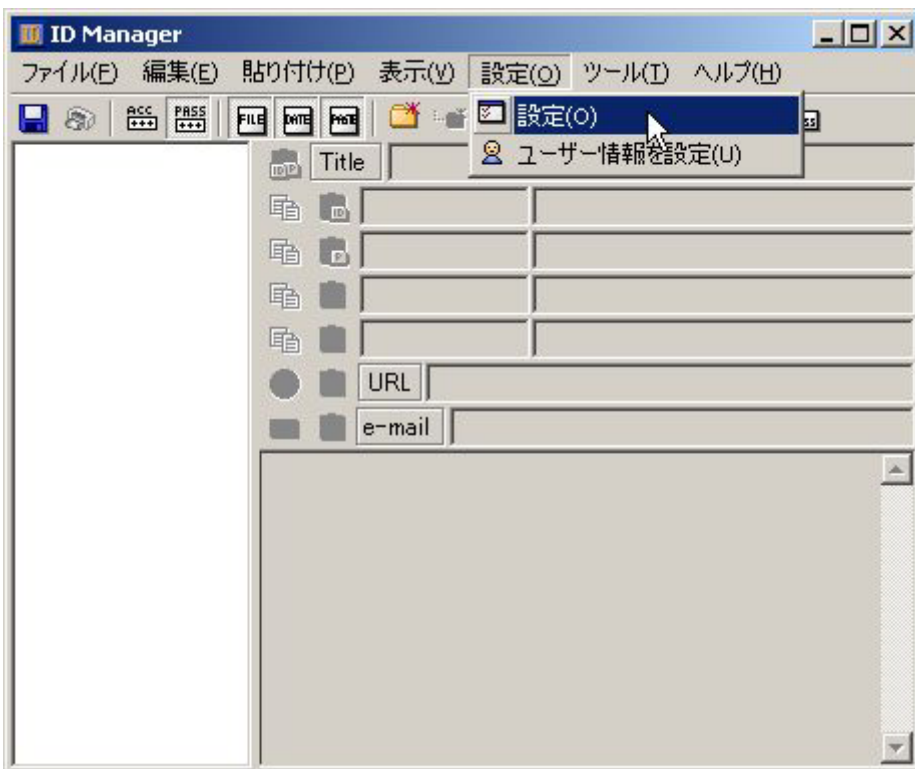 ID Manager
ファイル(F) 編集(E) 貼り付け(P) 表示(V) 設定(O) ツール(T) ヘルプ(H)
ACC PASS FILE DATE PASTE
設定(O)
ユーザー情報を設定(U)
Title
ID
P
URL
e-mail